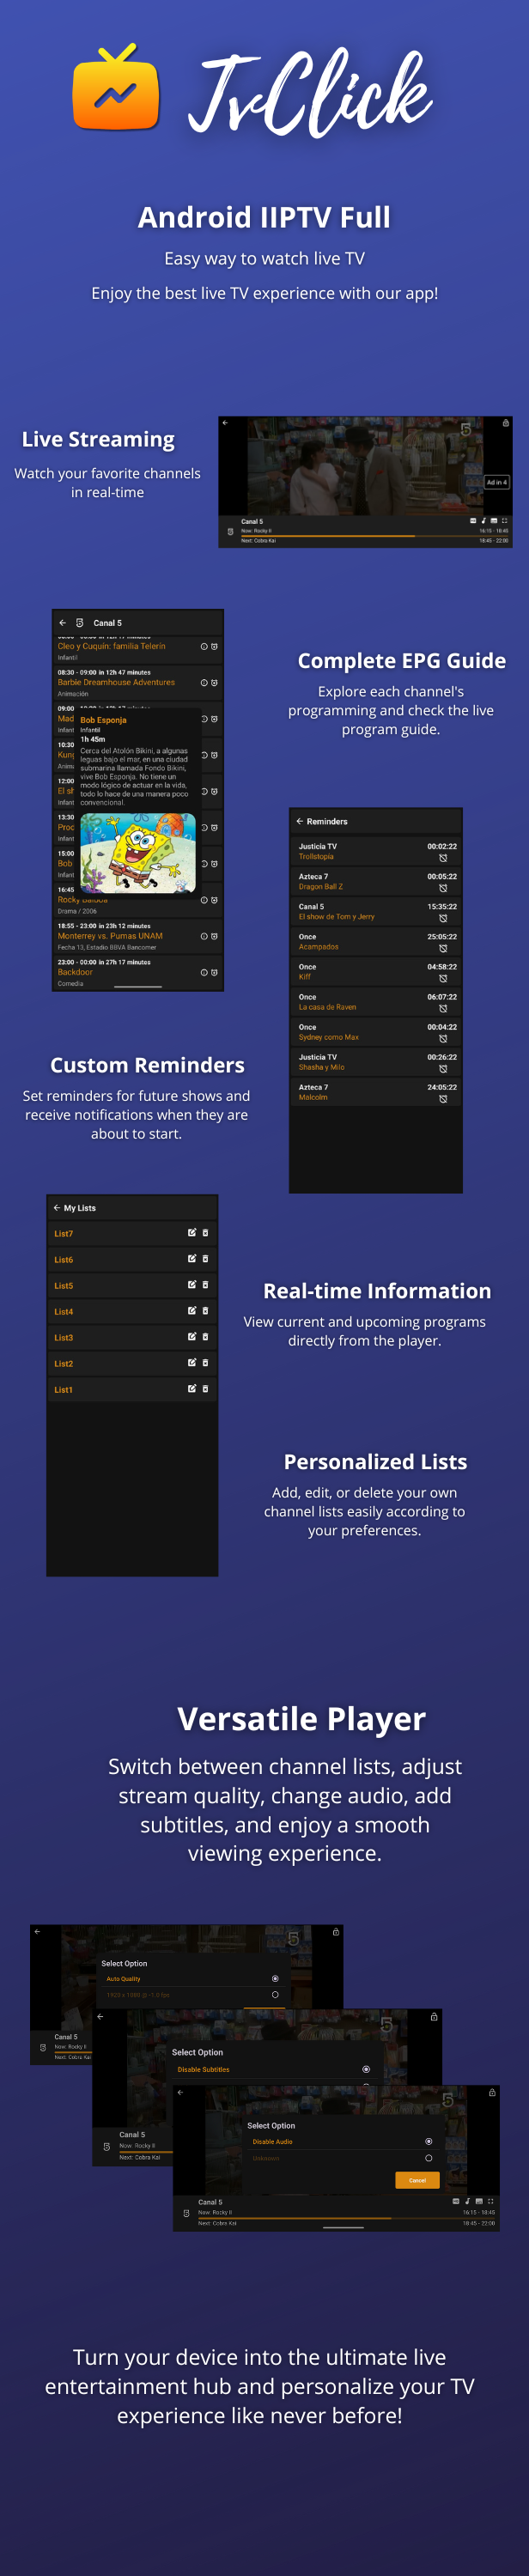 TvClick
Android IIPTV Full
Easy way to watch live TV
Enjoy the best live TV experience with our app!
Live Streaming
Watch your favorite channels
in real-time
5
Ad in 4
Canal 5
Now: Rocky II
16:15 - 18:45
Next: Cobra Kai
18:45 - 22:00
Canal 5
Cleo y Cuquín: familia Telerín
Infantil
08:30 - 09:00 in 12h 47 minutes
Barbie Dreamhouse Adventures
Animación
09:00
Mad
Infant
10:30
Kung
Anima
12:00
El sh
Infant
13:30
Proc
Infant
15:00
Bob
Infant
16:45
Rocky Balboa
Drama / 2006
18:55 - 23:00 in 23h 12 minutes
Monterrey vs. Pumas UNAM
Fecha 13, Estadio BBVA Bancomer
23:00 - 00:00 in 27h 17 minutes
Backdoor
Comedia
Bob Esponja
Infantil
1h 45m
Cerca del Atolón Bikini, a algunas
leguas bajo el mar, en una ciudad
submarina llamada Fondo Bikini,
vive Bob Esponja. No tiene un
modo lógico de actuar en la vida,
todo lo hace de una manera poco
convencional.
Complete EPG Guide
Explore each channel's
programming and check the live
program guide.
Reminders
Justicia TV 00:02:22
Trollstopia
Azteca 7 00:05:22
Dragon Ball Z
Canal 5 15:35:22
El show de Tom y Jerry
Once 25:05:22
Acampados
Once 04:58:22
Kiff
Once 06:07:22
La casa de Raven
Once 00:04:22
Sydney como Max
Justicia TV 00:26:22
Shasha y Milo
Azteca 7 24:05:22
Malcolm
Custom Reminders
Set reminders for future shows and
receive notifications when they are
about to start.
My Lists
List7
List6
List5
List4
List3
List2
List1
Real-time Information
View current and upcoming programs
directly from the player.
Personalized Lists
Add, edit, or delete your own
channel lists easily according to
your preferences.
Versatile Player
Switch between channel lists, adjust
stream quality, change audio, add
subtitles, and enjoy a smooth
viewing experience.
5
Select Option
Auto Quality
1920 x 1080 @ -1.0 fps
Canal 5
Now: Rocky II
Next: Cobra Kai
5
Select Option
Disable Subtitles
Canal 5
Now: Rocky II
Next: Cobra Kai
5
Select Option
Disable Audio
Unknown
Cancel
Canal 5
Now: Rocky II
16:15 - 18:45
Next: Cobra Kai
18:45 - 22:00
Turn your device into the ultimate live
entertainment hub and personalize your TV
experience like never before!